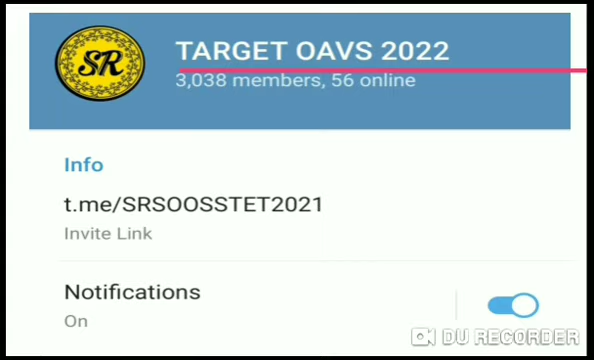 SR
TARGET OAVS 2022
3,038 members, 56 online
Info
t.me/SRSOOSSTET2021
Invite Link
Notifications
On
DU RECORDER